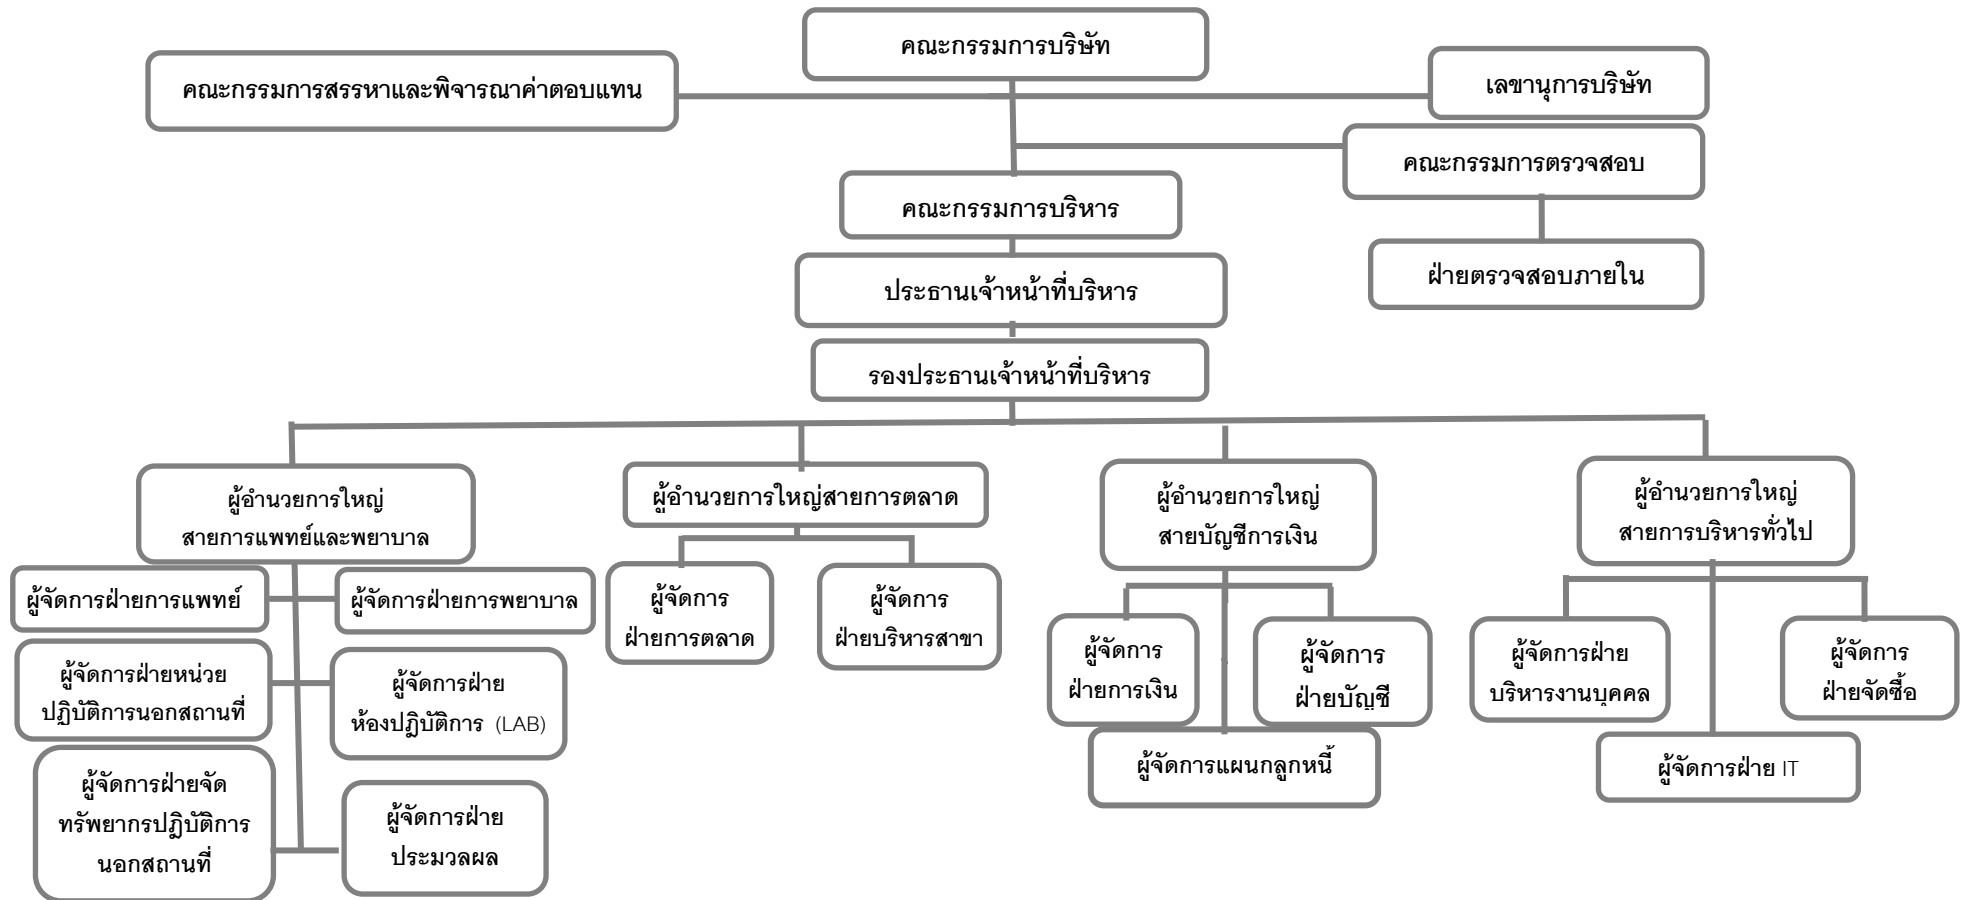 คณะกรรมการบริษัท
คณะกรรมการสรรหาและพิจารณาค่าตอบแทน
เลขานุการบริษัท
คณะกรรมการตรวจสอบ
คณะกรรมการบริหาร
ฝ่ายตรวจสอบภายใน
ประธานเจ้าหน้าที่บริหาร
รองประธานเจ้าหน้าที่บริหาร
ผู้อำนวยการใหญ่
สายการแพทย์และพยาบาล
ผู้อำนวยการใหญ่สายการตลาด
ผู้อำนวยการใหญ่
สายบัญชีการเงิน
ผู้อำนวยการใหญ่
สายการบริหารทั่วไป
ผู้จัดการฝ่ายการแพทย์
ผู้จัดการฝ่ายการพยาบาล
ผู้จัดการฝ่ายหน่วย
ปฏิบัติการนอกสถานที่
ผู้จัดการฝ่าย
ห้องปฏิบัติการ (LAB)
ผู้จัดการฝ่ายจัด
ทรัพยากรปฏิบัติการ
นอกสถานที่
ผู้จัดการฝ่าย
ประมวลผล
ผู้จัดการ
ฝ่ายการตลาด
ผู้จัดการ
ฝ่ายบริหารสาขา
ผู้จัดการ
ฝ่ายการเงิน
ผู้จัดการ
ฝ่ายบัญชี
ผู้จัดการแผนกลูกหนี้
ผู้จัดการฝ่าย
บริหารงานบุคคล
ผู้จัดการ
ฝ่ายจัดซื้อ
ผู้จัดการฝ่าย IT